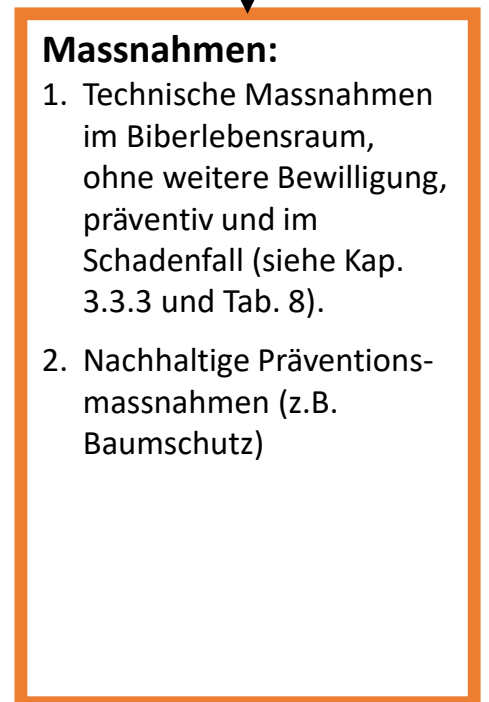 Massnahmen:
1. Technische Massnahmen
im Biberlebensraum,
ohne weitere Bewilligung,
präventiv und im
Schadenfall (siehe Kap.
3.3.3 und Tab. 8).
2. Nachhaltige Präventions-
massnahmen (z.B.
Baumschutz)